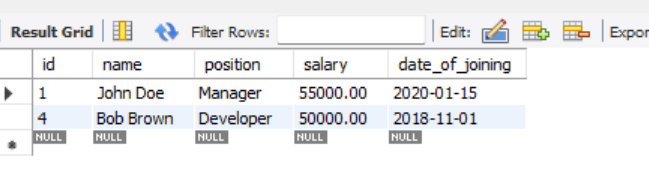 Result Grid Filter Rows: Edit: Expor
id name position salary date_of_joining
1 John Doe Manager 55000.00 2020-01-15
4 Bob Brown Developer 50000.00 2018-11-01
NULL NULL NULL NULL NULL